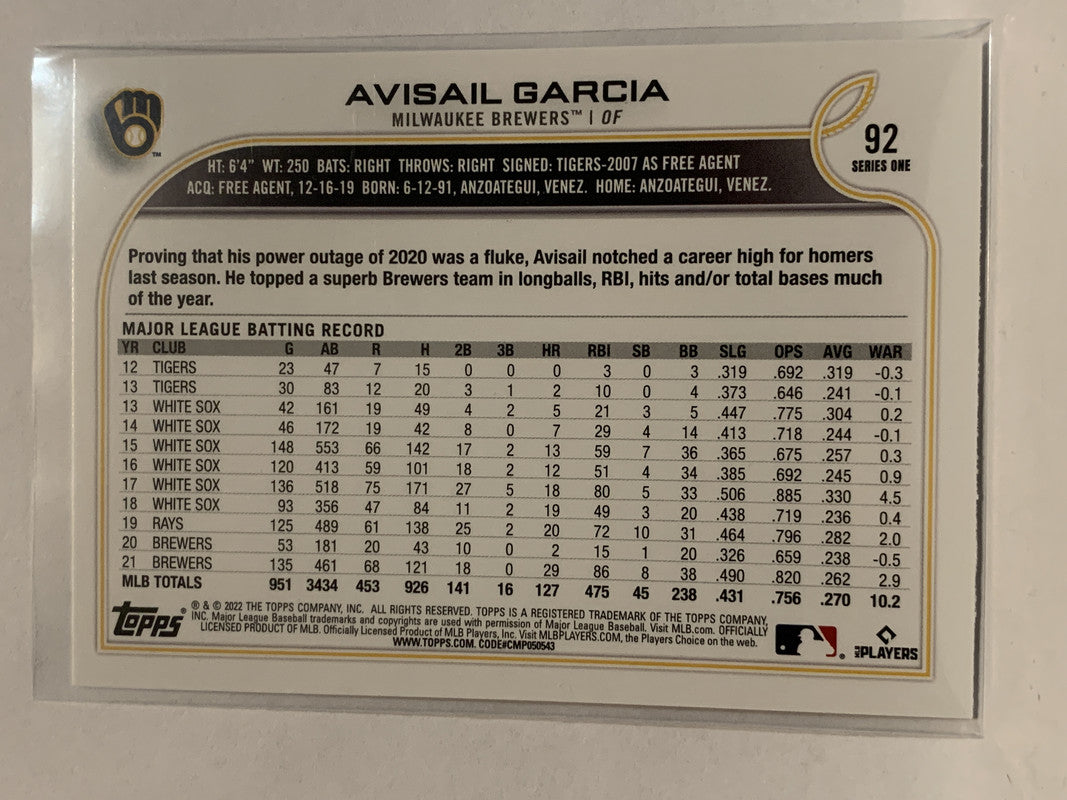 AVISAIL GARCIA
MILWAUKEE BREWERS™ | OF
92
SERIES ONE
HT: 6'4" WT: 250 BATS: RIGHT THROWS: RIGHT SIGNED: TIGERS-2007 AS FREE AGENT
ACQ: FREE AGENT, 12-16-19 BORN: 6-12-91, ANZOATEGUI, VENEZ. HOME: ANZOATEGUI, VENEZ.
Proving that his power outage of 2020 was a fluke, Avisail notched a career high for homers
last season. He topped a superb Brewers team in longballs, RBI, hits and/or total bases much
of the year.
MAJOR LEAGUE BATTING RECORD
YR CLUB G AB R H 2B 3B HR RBI SB BB SLG OPS AVG WAR
12 TIGERS 23 47 7 15 0 0 0 3 0 3 .319 .692 .319 -0.3
13 TIGERS 30 83 12 20 3 1 2 10 0 4 .373 .646 .241 -0.1
13 WHITE SOX 42 161 19 49 4 2 5 21 3 5 .447 .775 .304 0.2
14 WHITE SOX 46 172 19 42 8 0 7 29 4 14 .413 .718 .244 -0.1
15 WHITE SOX 148 553 66 142 17 2 13 59 7 36 .365 .675 .257 0.3
16 WHITE SOX 120 413 59 101 18 2 12 51 4 34 .385 .692 .245 0.9
17 WHITE SOX 136 518 75 171 27 5 18 80 5 33 .506 .885 .330 4.5
18 WHITE SOX 93 356 47 84 11 2 19 49 3 20 .438 .719 .236 0.4
19 RAYS 125 489 61 138 25 2 20 72 10 31 .464 .796 .282 2.0
20 BREWERS 53 181 20 43 10 0 2 15 1 20 .326 .659 .238 -0.5
21 BREWERS 135 461 68 121 18 0 29 86 8 38 .490 .820 .262 2.9
MLB TOTALS 951 3434 453 926 141 16 127 475 45 238 .431 .756 .270 10.2
topps®
® & © 2022 THE TOPPS COMPANY, INC. ALL RIGHTS RESERVED. TOPPS IS A REGISTERED TRADEMARK OF THE TOPPS COMPANY,
INC. Major League Baseball trademarks and copyrights are used with permission of Major League Baseball. Visit MLB.com. OFFICIALLY
LICENSED PRODUCT OF MLB. Officially Licensed Product of MLB Players, Inc. Visit MLBPLAYERS.COM, the Players Choice on the web.
WWW.TOPPS.COM. CODE#CMP050543
MLB PLAYERS